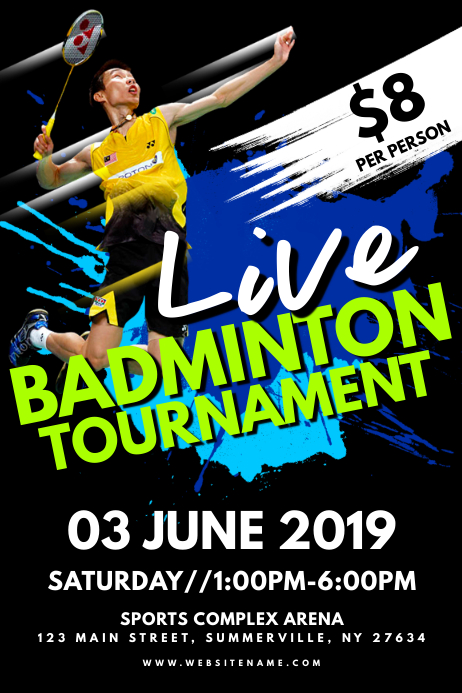 $8
PER PERSON
Live
BADMINTON
TOURNAMENT
03 JUNE 2019
SATURDAY//1:00PM-6:00PM
SPORTS COMPLEX ARENA
123 MAIN STREET, SUMMERVILLE, NY 27634
WWW.WEBSITENAME.COM